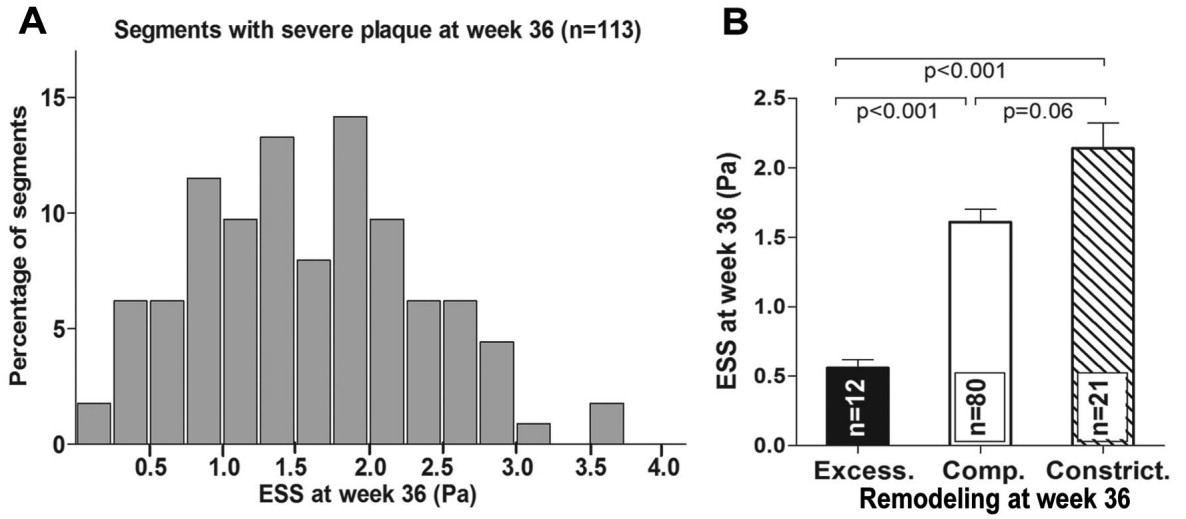 A
Segments with severe plaque at week 36 (n=113)
Percentage of segments
15
10
5
0
0.5 1.0 1.5 2.0 2.5 3.0 3.5 4.0
ESS at week 36 (Pa)
B
p<0.001
p<0.001 p=0.06
ESS at week 36 (Pa)
2.5
2.0
1.5
1.0
0.5
0.0
n=12 n=80 n=21
Excess. Comp. Constrict.
Remodeling at week 36